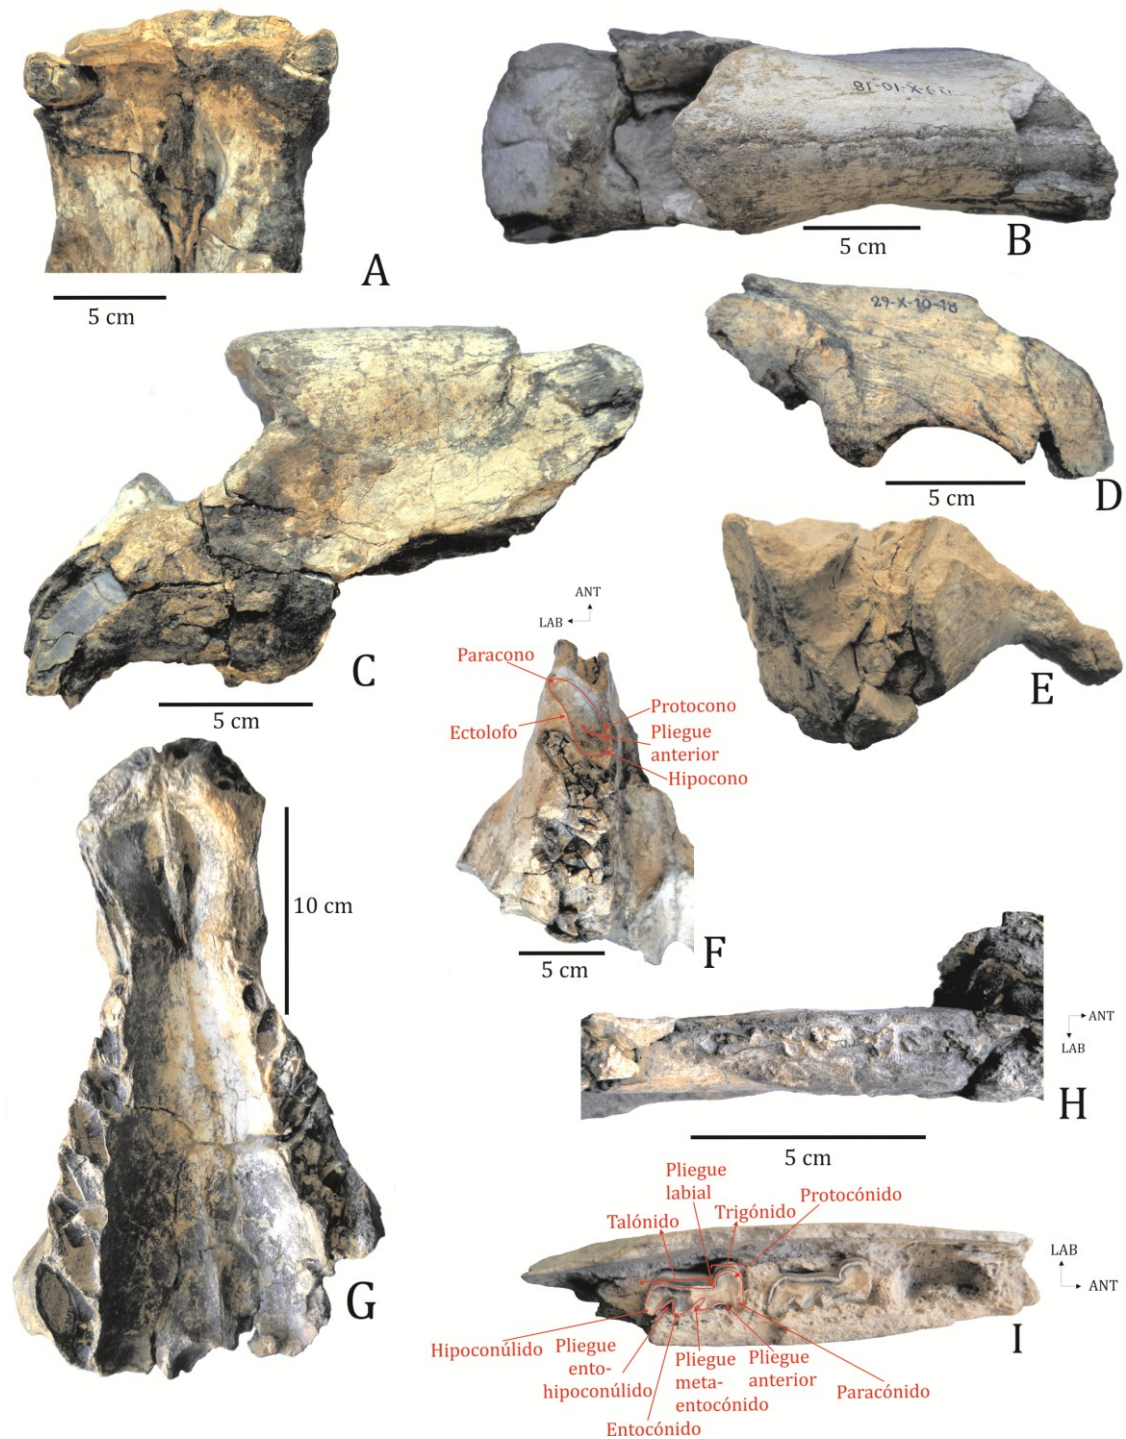 A
5 cm
129-X-10-18
B
5 cm
29-X-10-18
D
5 cm
C
5 cm
E
ANT
LAB
Paracono
Protocono
Ectolofo
Pliegue
anterior
Hipocono
F
5 cm
10 cm
G
ANT
LAB
H
5 cm
Pliegue
labial
Protocónido
Talónido
Trigónido
LAB
ANT
I
Hipoconúlido
Pliegue
ento-
hipoconúlido
Pliegue
meta-
entocónido
Pliegue
anterior
Paracónido
Entocónido